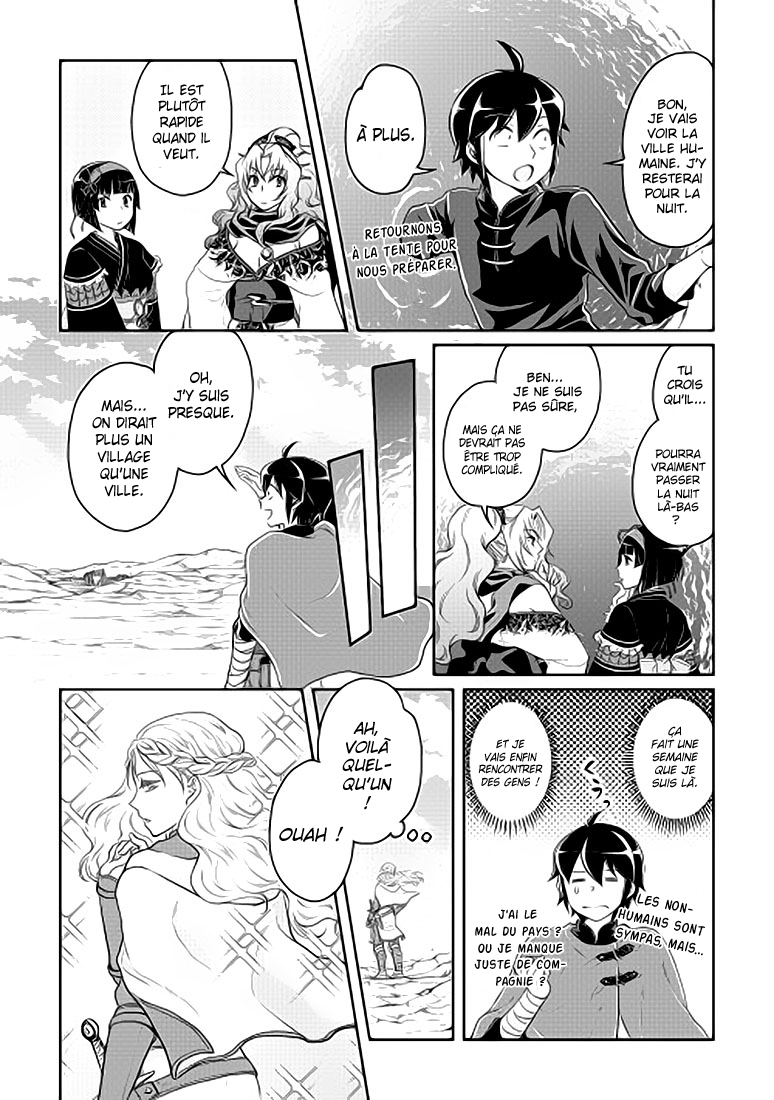 BON,
JE VAIS
VOIR LA
VILLE HU-
MAINE. J'Y
RESTERAI
POUR LA
NUIT.
À PLUS.
RETOURNONS
À LA TENTE POUR
NOUS PRÉPARER.
IL EST
PLUTÔT
RAPIDE
QUAND IL
VEUT.
TU
CROIS
QU'IL...
POURRA
VRAIMENT
PASSER
LA NUIT
LÀ-BAS
?
BEN...
JE NE SUIS
PAS SÛRE,
MAIS ÇA NE
DEVRAIT PAS
ÊTRE TROP
COMPLIQUÉ.
OH,
J'Y SUIS
PRESQUE.
MAIS...
ON DIRAIT
PLUS UN
VILLAGE
QU'UNE
VILLE.
ÇA
FAIT UNE
SEMAINE
QUE JE
SUIS LÀ.
ET JE
VAIS ENFIN
RENCONTRER
DES GENS !
くうっ
LES NON-
HUMAINS SONT
SYMPAS, MAIS...
J'AI LE
MAL DU PAYS ?
OU JE MANQUE
JUSTE DE COM-
PAGNIE ?
AH,
VOILÀ
QUEL-
QU'UN
!
OUAH !